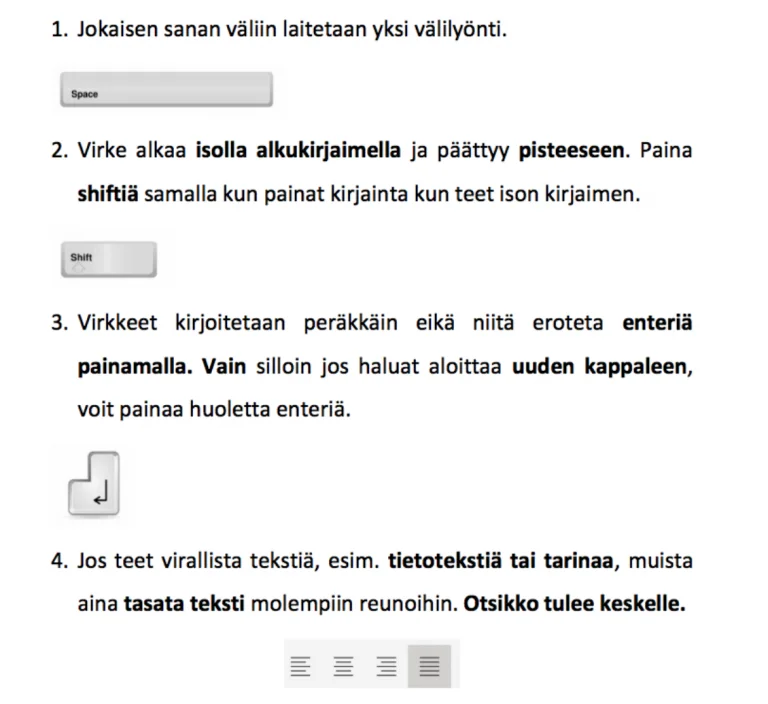 1. Jokaisen sanan väliin laitetaan yksi välilyönti.
Space
2. Virke alkaa isolla alkukirjaimella ja päättyy pisteeseen. Paina
shiftiä samalla kun painat kirjainta kun teet ison kirjaimen.
Shift
3. Virkkeet kirjoitetaan peräkkäin eikä niitä eroteta enteriä
painamalla. Vain silloin jos haluat aloittaa uuden kappaleen,
voit painaa huoletta enteriä.
4. Jos teet virallista tekstiä, esim. tietotekstiä tai tarinaa, muista
aina tasata teksti molempiin reunoihin. Otsikko tulee keskelle.